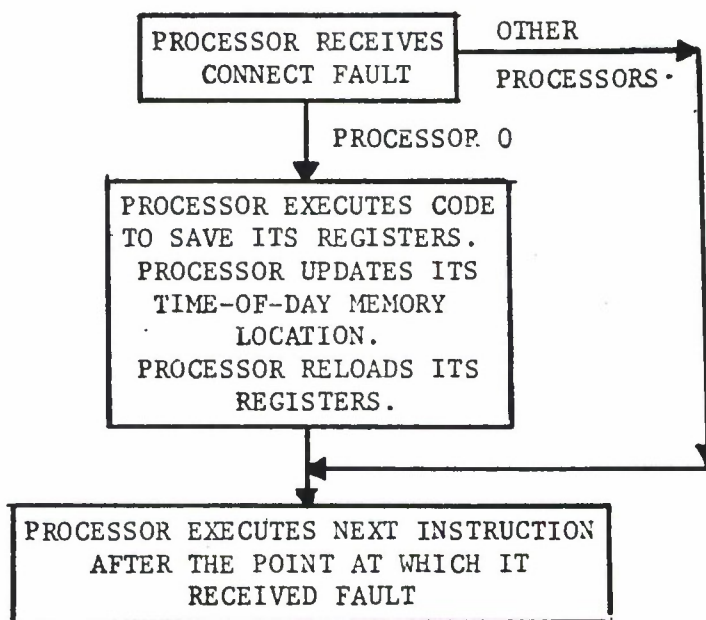 PROCESSOR RECEIVES
CONNECT FAULT
OTHER
PROCESSORS
PROCESSOR 0
PROCESSOR EXECUTES CODE
TO SAVE ITS REGISTERS.
PROCESSOR UPDATES ITS
TIME-OF-DAY MEMORY
LOCATION.
PROCESSOR RELOADS ITS
REGISTERS.
PROCESSOR EXECUTES NEXT INSTRUCTION
AFTER THE POINT AT WHICH IT
RECEIVED FAULT